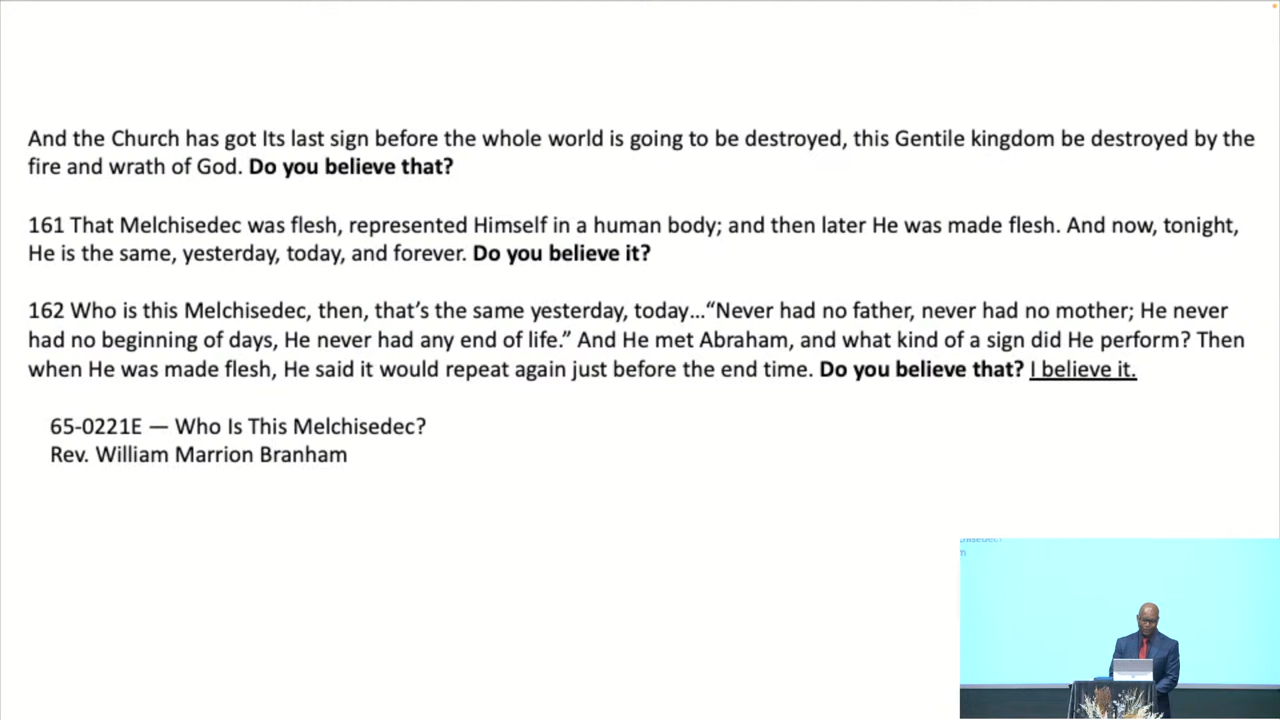 And the Church has got Its last sign before the whole world is going to be destroyed, this Gentile kingdom be destroyed by the
fire and wrath of God. Do you believe that?
161 That Melchisedec was flesh, represented Himself in a human body; and then later He was made flesh. And now, tonight,
He is the same, yesterday, today, and forever. Do you believe it?
162 Who is this Melchisedec, then, that’s the same yesterday, today…“Never had no father, never had no mother; He never
had no beginning of days, He never had any end of life.” And He met Abraham, and what kind of a sign did He perform? Then
when He was made flesh, He said it would repeat again just before the end time. Do you believe that? I believe it.
65-0221E — Who Is This Melchisedec?
Rev. William Marrion Branham